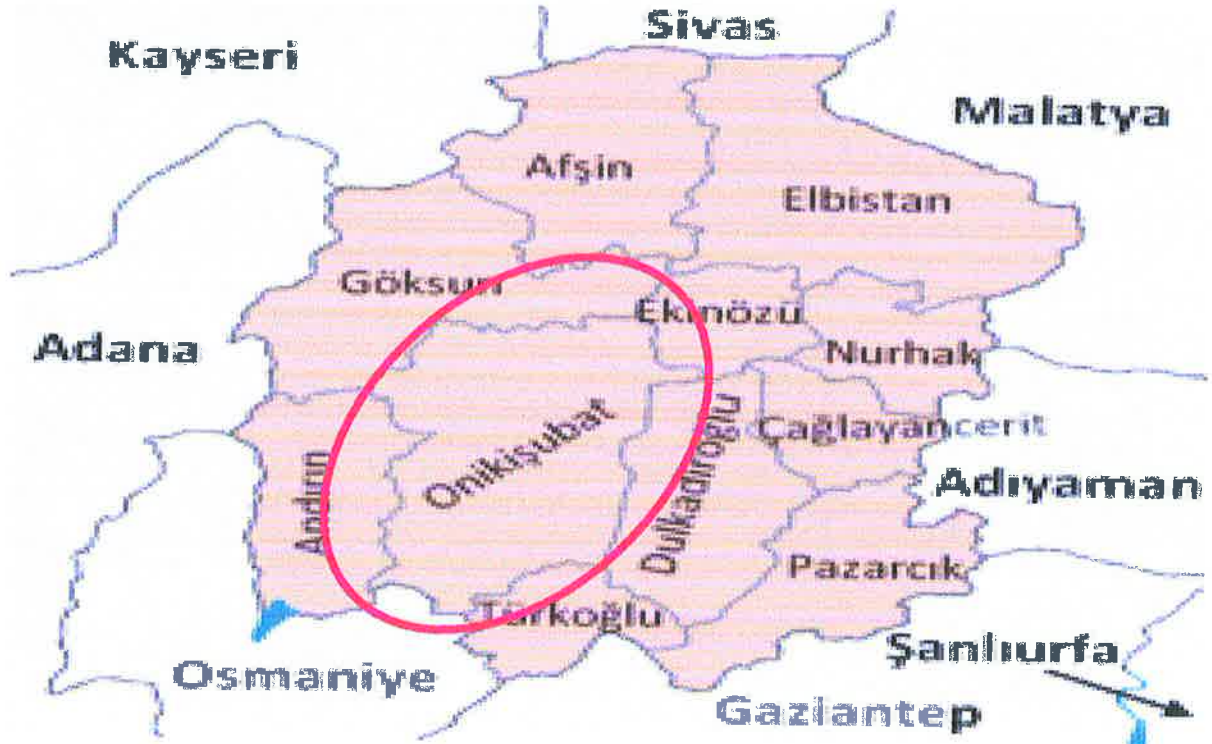 Sivas
Kayseri
Malatya
Afşin
Elbistan
Göksun
Ekinözü
Adana
Nurhak
Onikişubat
Dulkadiroğlu
Çağlayancerit
Andırın
Adıyaman
Pazarcık
Türkoğlu
Şanlıurfa
Osmaniye
Gaziantep